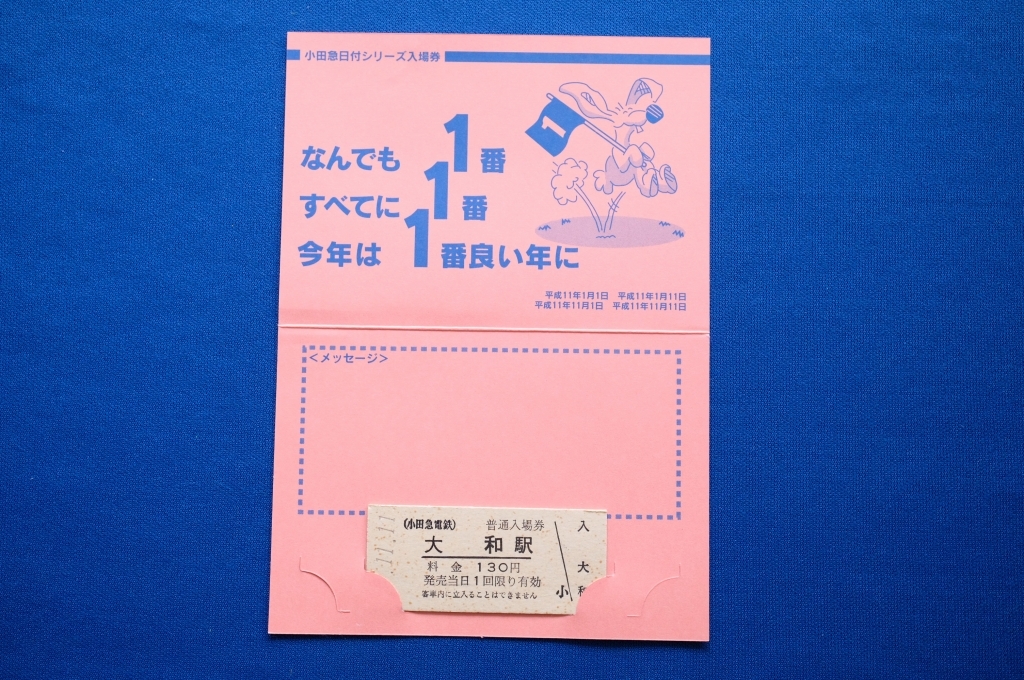 小田急日付シリーズ入場券
1
なんでも 1番
すべてに 1番
今年は 1番良い年に
平成11年1月1日 平成11年1月11日
平成11年11月1日 平成11年11月11日
<メッセージ>
(小田急電鉄) 普通入場券 入
大和駅 大
料金 130円
発売当日1回限り有効
客車内に立入ることはできません 小